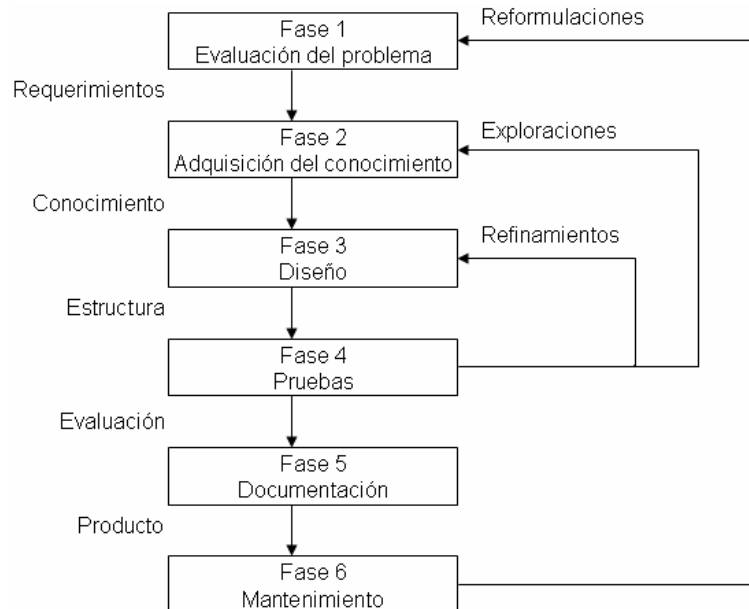 Fase 1
Evaluación del problema
Reformulaciones
Requerimientos
Fase 2
Adquisición del conocimiento
Exploraciones
Conocimiento
Fase 3
Diseño
Refinamientos
Estructura
Fase 4
Pruebas
Evaluación
Fase 5
Documentación
Producto
Fase 6
Mantenimiento